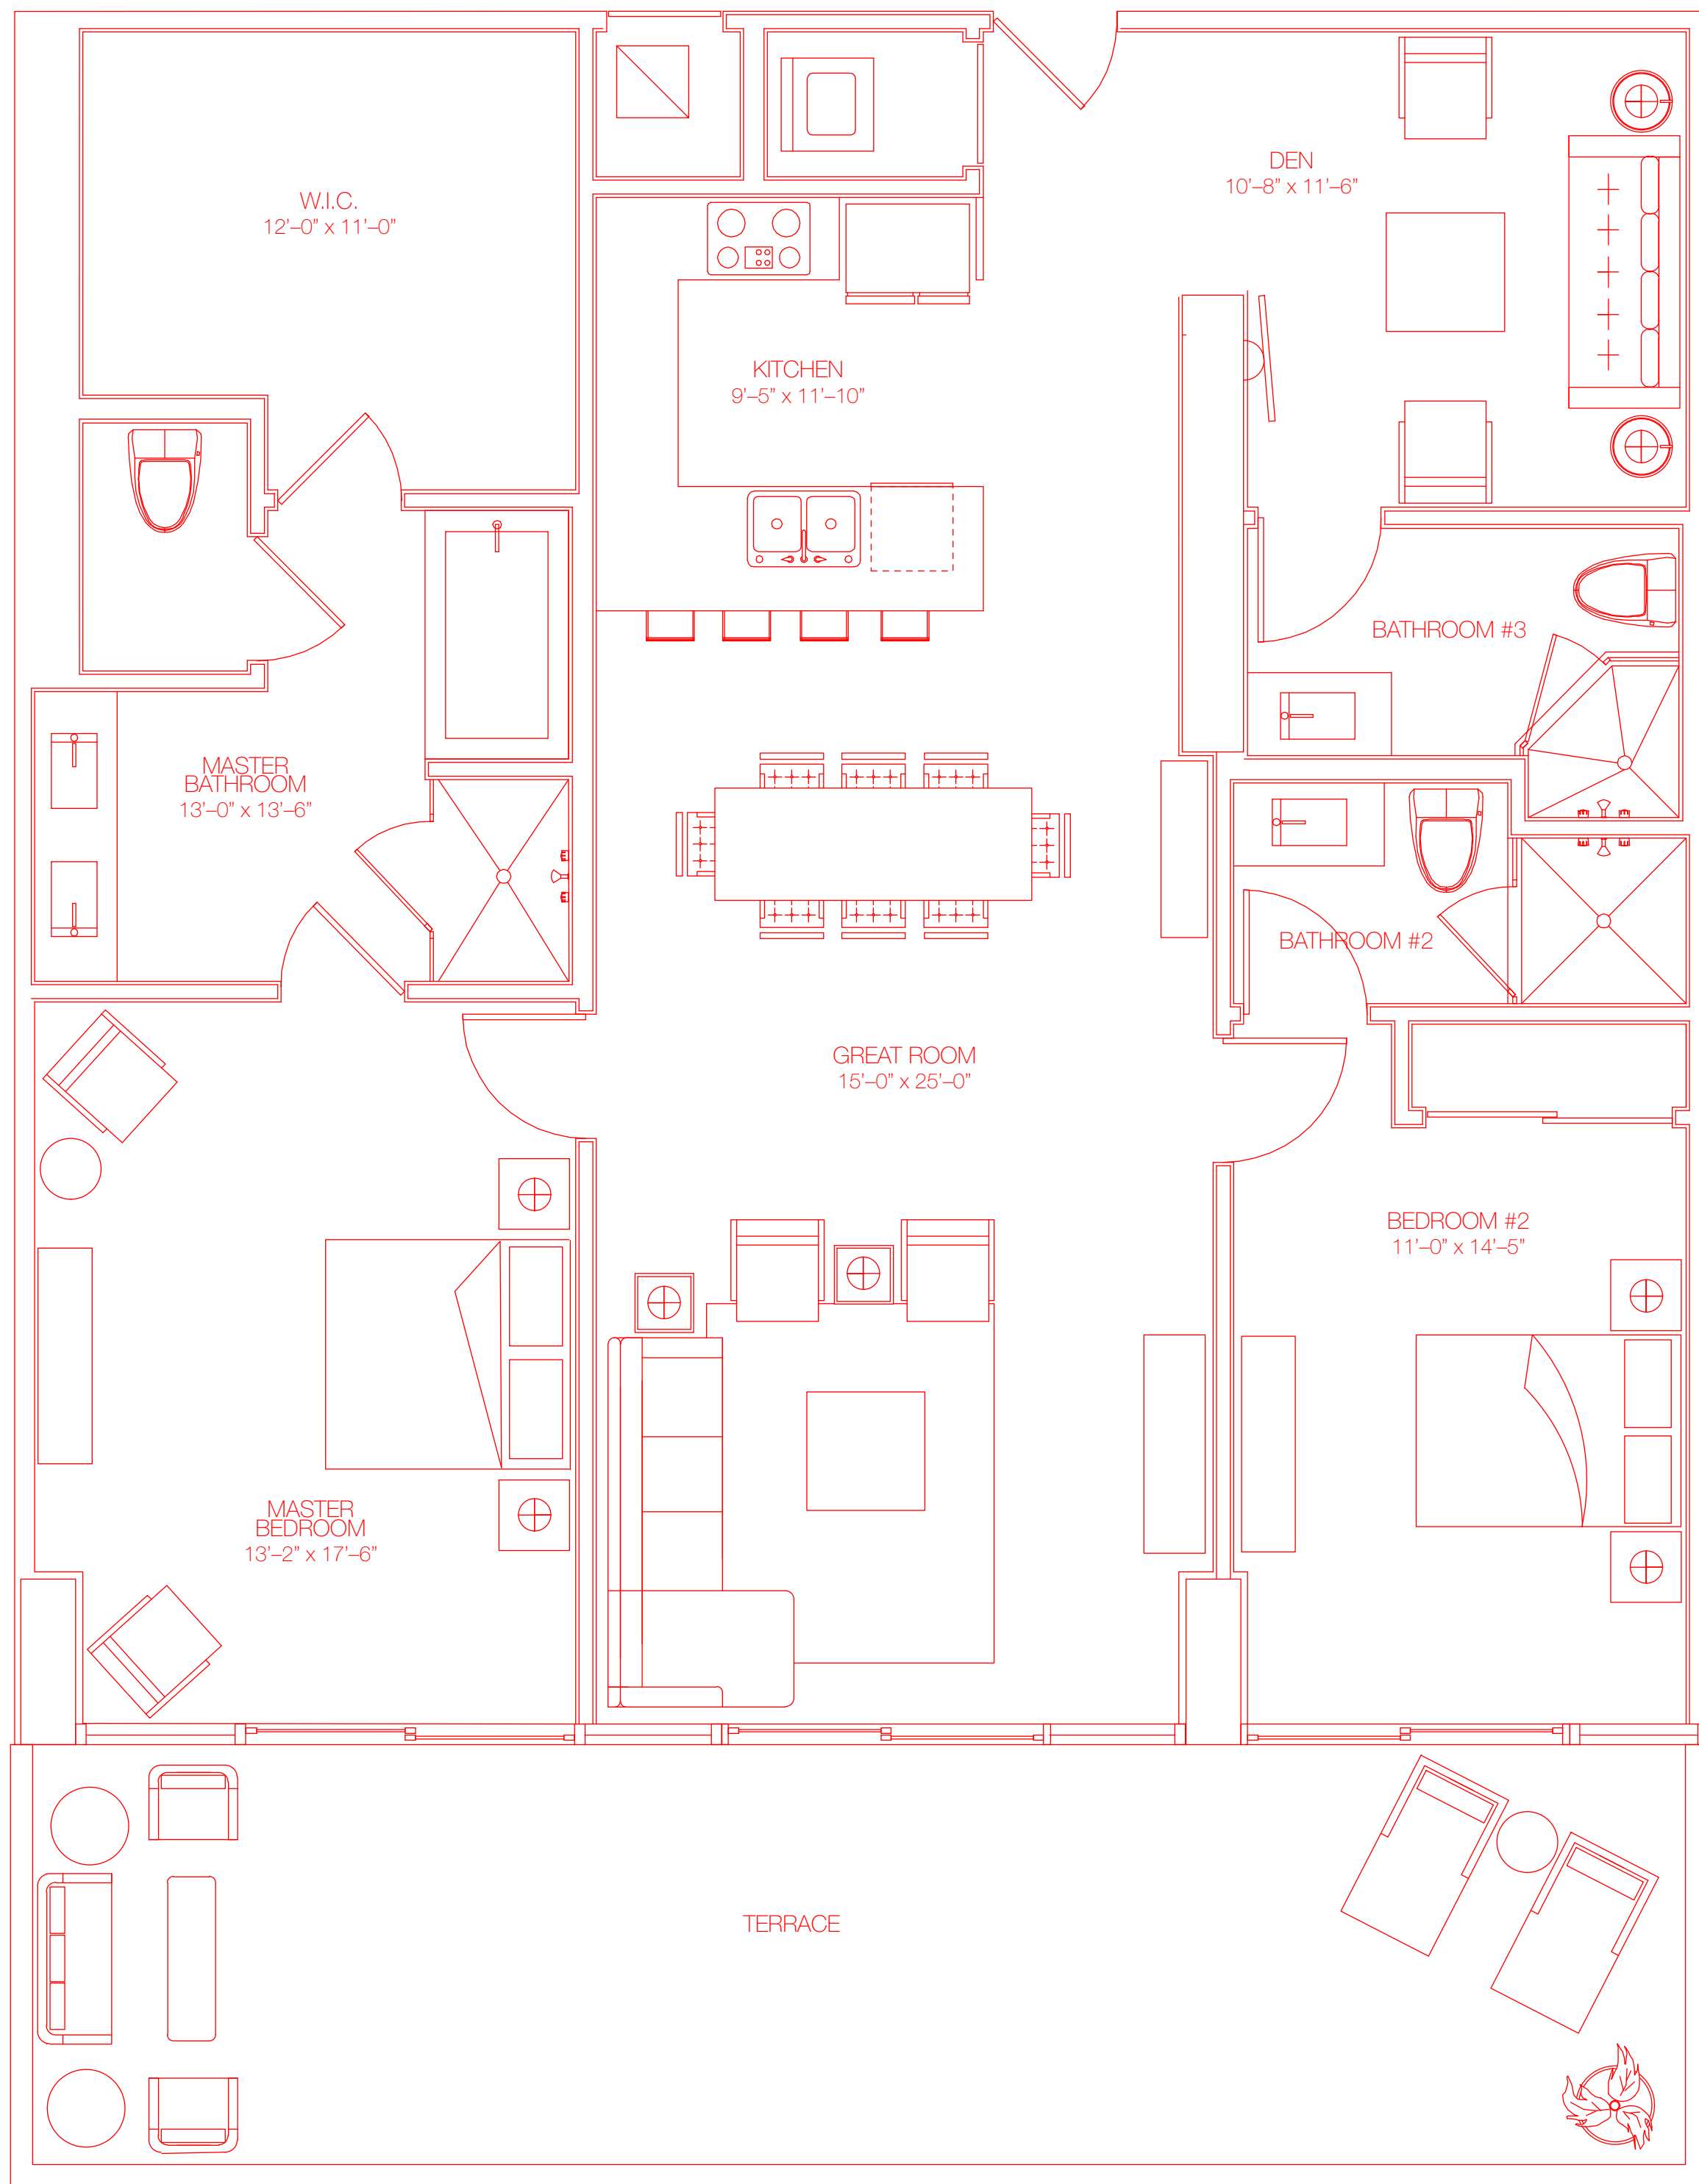 DEN
10'–8" x 11'–6"
W.I.C.
12'–0" x 11'–0"
KITCHEN
9'–5" x 11'–10"
BATHROOM #3
MASTER
BATHROOM
13'–0" x 13'–6"
BATHROOM #2
GREAT ROOM
15'–0" x 25'–0"
BEDROOM #2
11'–0" x 14'–5"
MASTER
BEDROOM
13'–2" x 17'–6"
TERRACE